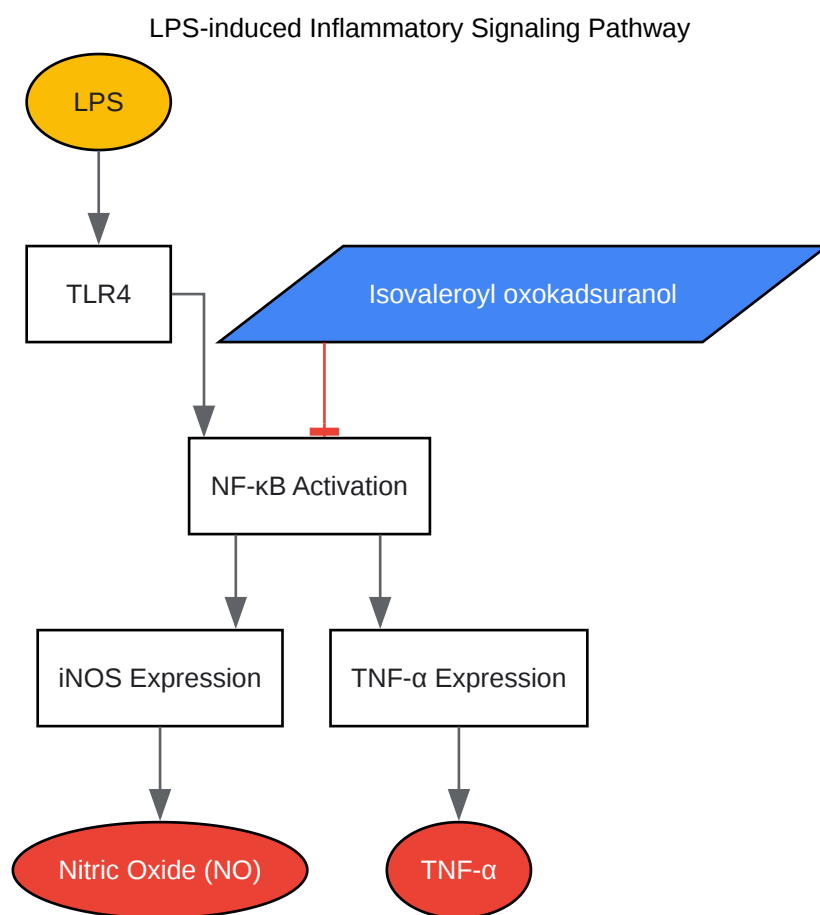 LPS-induced Inflammatory Signaling Pathway
LPS
TLR4
Isovaleroyl oxokadsuranol
NF-κB Activation
iNOS Expression
TNF-α Expression
Nitric Oxide (NO)
TNF-α